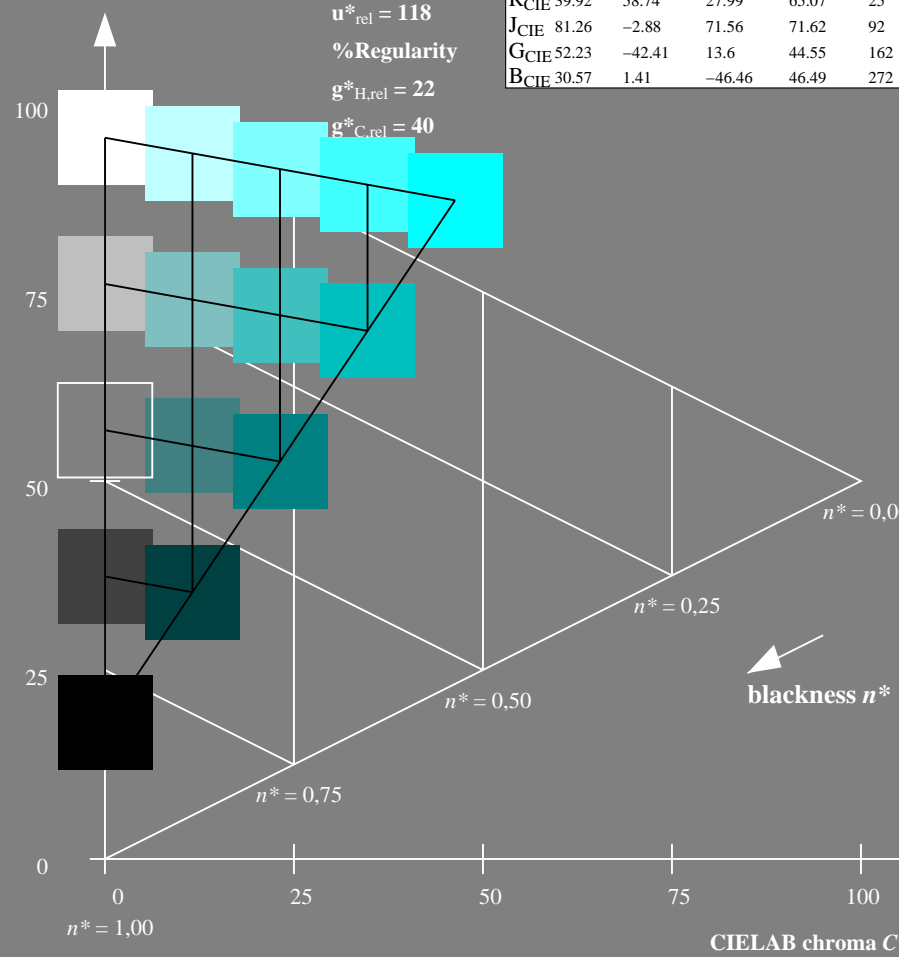 u*rel = 118
%Regularity
g*H,rel = 22
g*C,rel = 40
RCIE 59.92 58.74 27.99 65.07 25
JCIE 81.26 −2.88 71.56 71.62 92
GCIE 52.23 −42.41 13.6 44.55 162
BCIE 30.57 1.41 −46.46 46.49 272
100
75
50
25
0
n* = 0,0
n* = 0,25
n* = 0,50
n* = 0,75
blackness n*
0 25 50 75 100
n* = 1,00
CIELAB chroma C